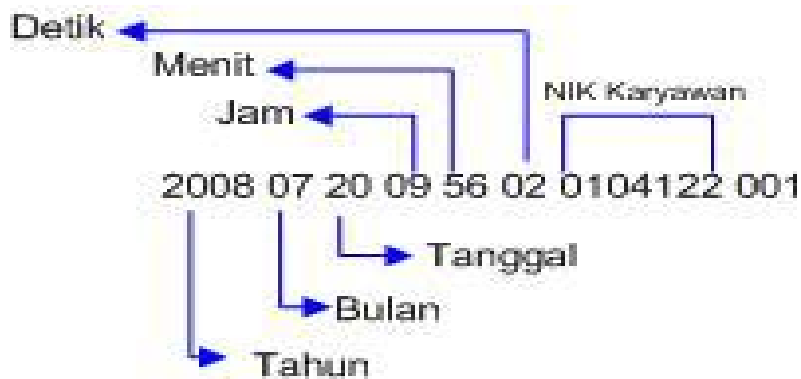 Detik
Menit
NIK Karyawan
Jam
2008 07 20 09 56 02 0104122 001
Tanggal
Bulan
Tahun